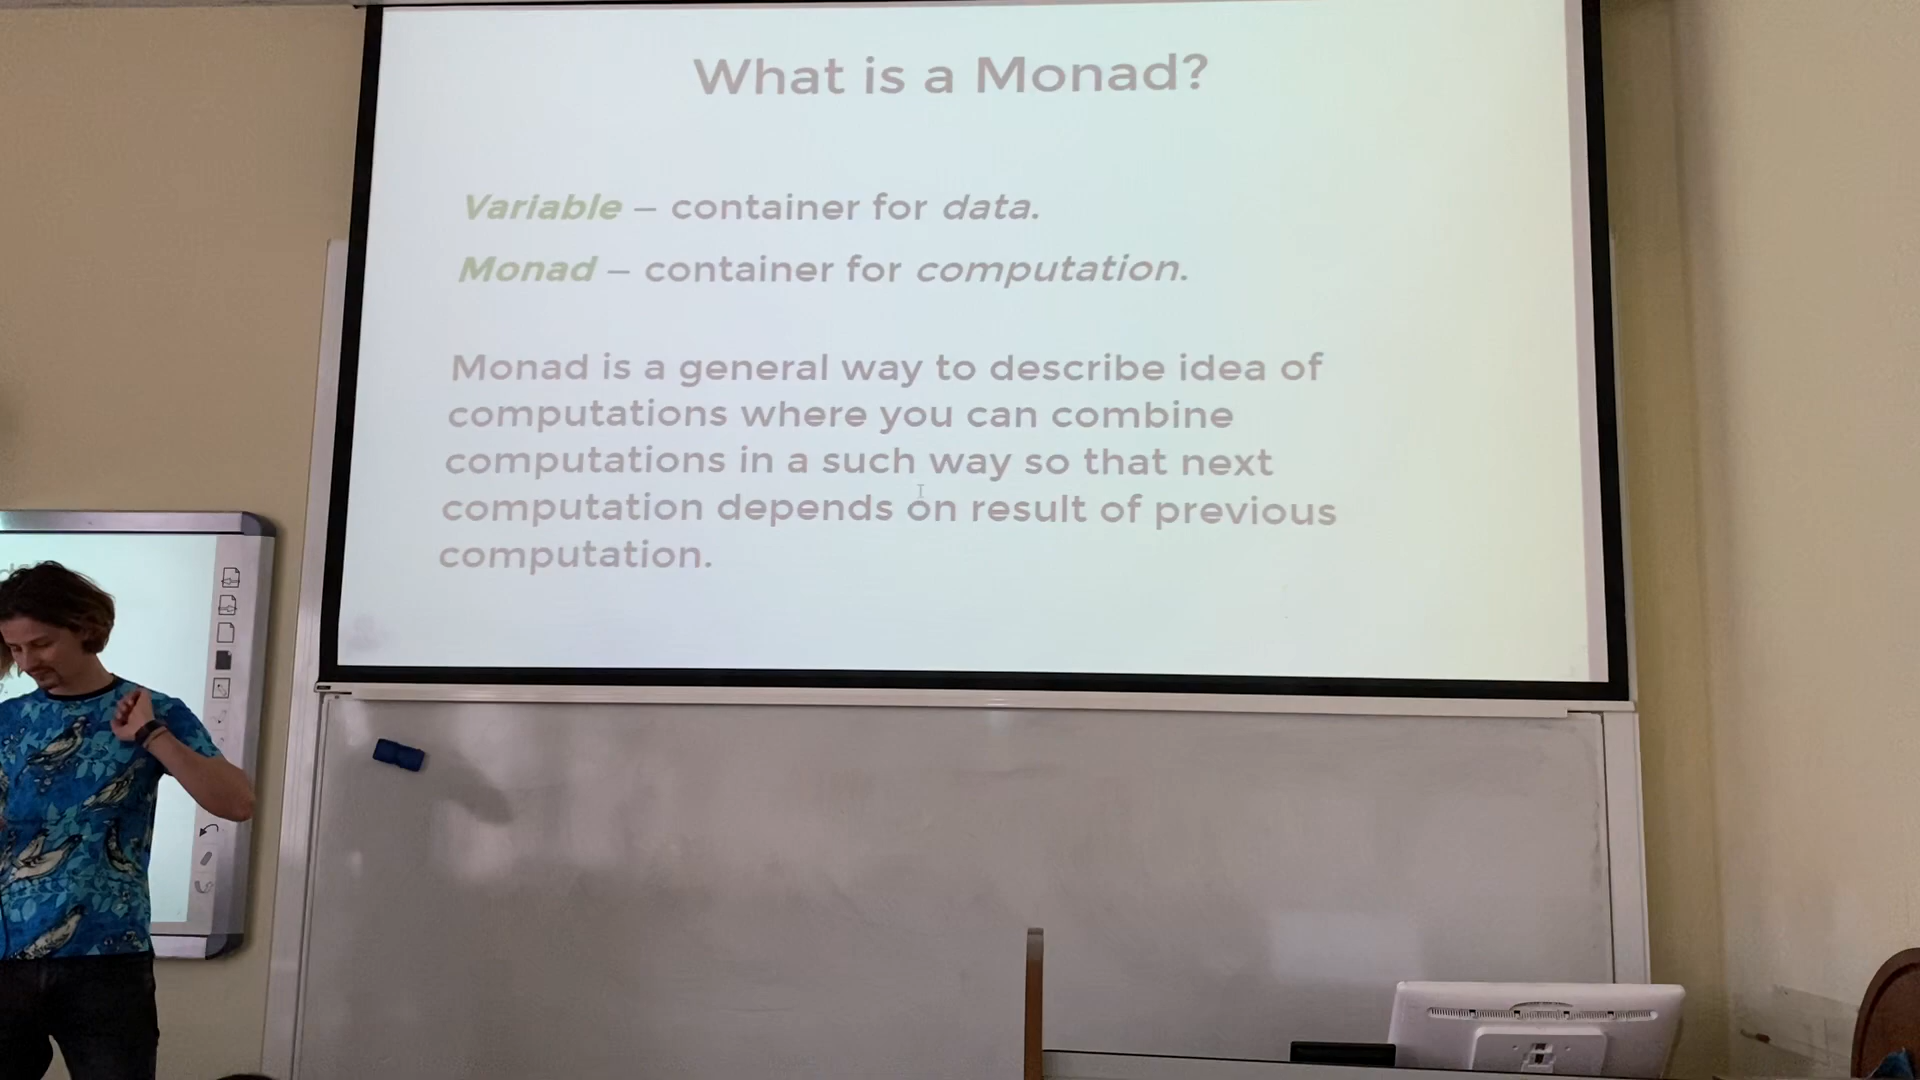 What is a Monad?
Variable – container for data.
Monad – container for computation.
Monad is a general way to describe idea of
computations where you can combine
computations in a such way so that next
computation depends on result of previous
computation.